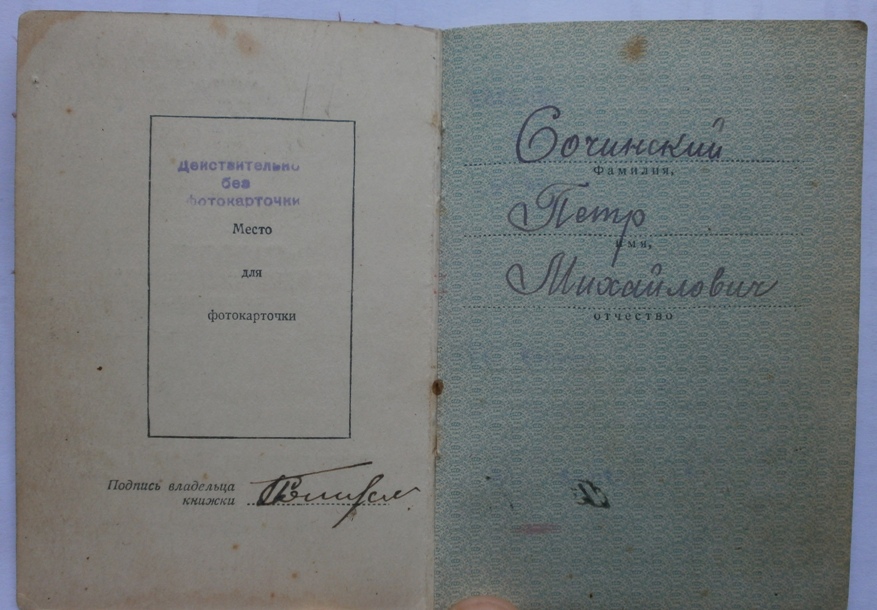 Действительно
без
фотокарточки
Место
для
фотокарточки
Подпись владельца
книжки
Сочинский
Фамилия,
Петр
имя,
Михайлович
отчество